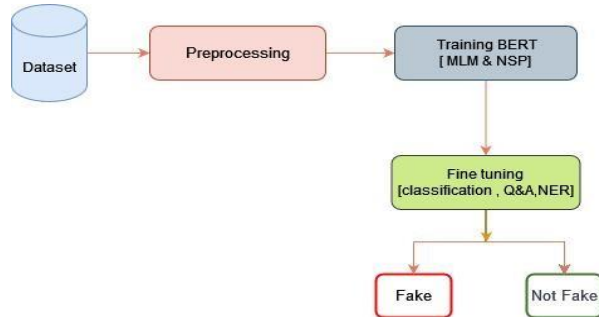 Dataset
Preprocessing
Training BERT
[ MLM & NSP]
Fine tuning
[classification , Q&A,NER]
Fake
Not Fake